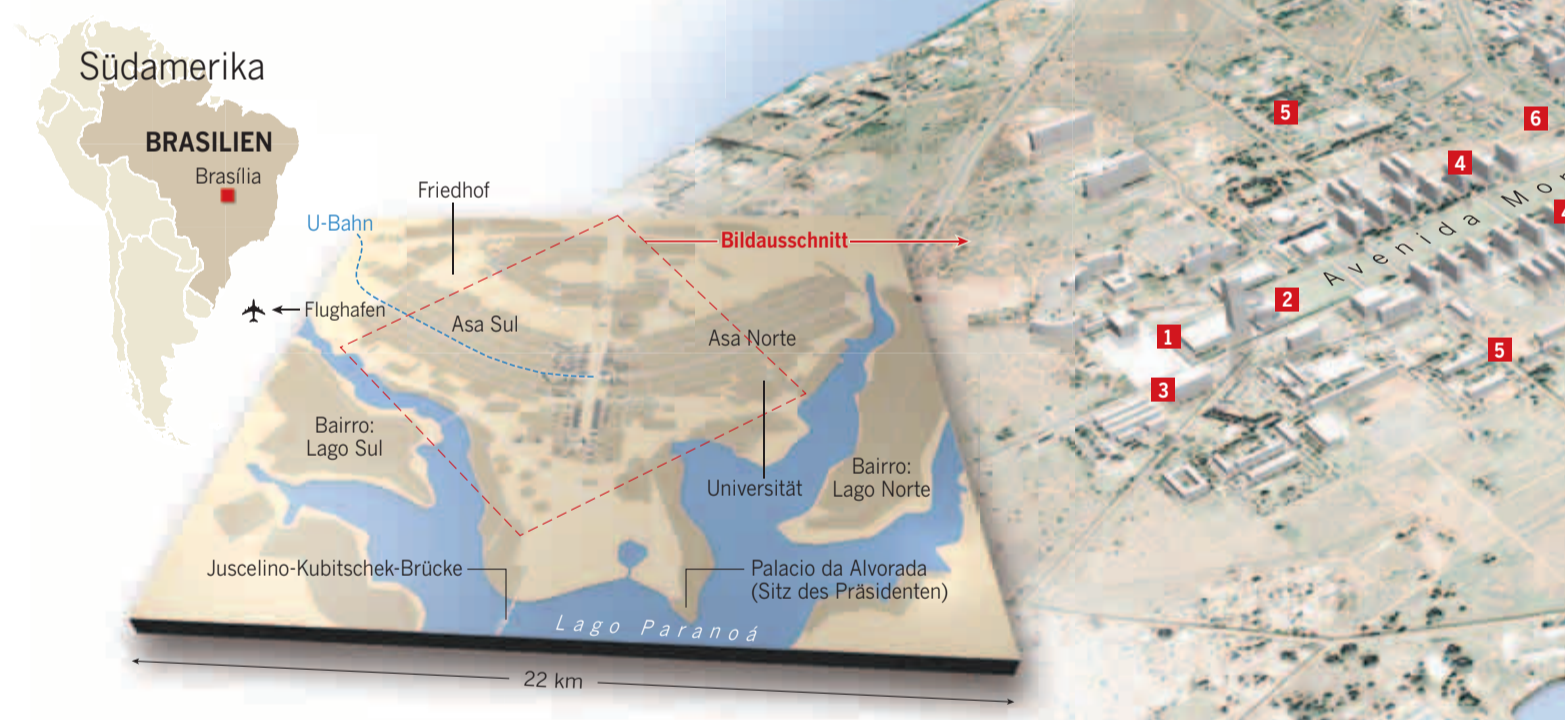 Südamerika
BRASILIEN
Brasília
Friedhof
U-Bahn
Bildausschnitt
Flughafen
Asa Sul
Asa Norte
Bairro:
Lago Sul
Bairro:
Lago Norte
Universität
Juscelino-Kubitschek-Brücke
Palacio da Alvorada
(Sitz des Präsidenten)
Lago Paranoá
22 km
5
6
4
4
Avenida Mon
2
1
5
3